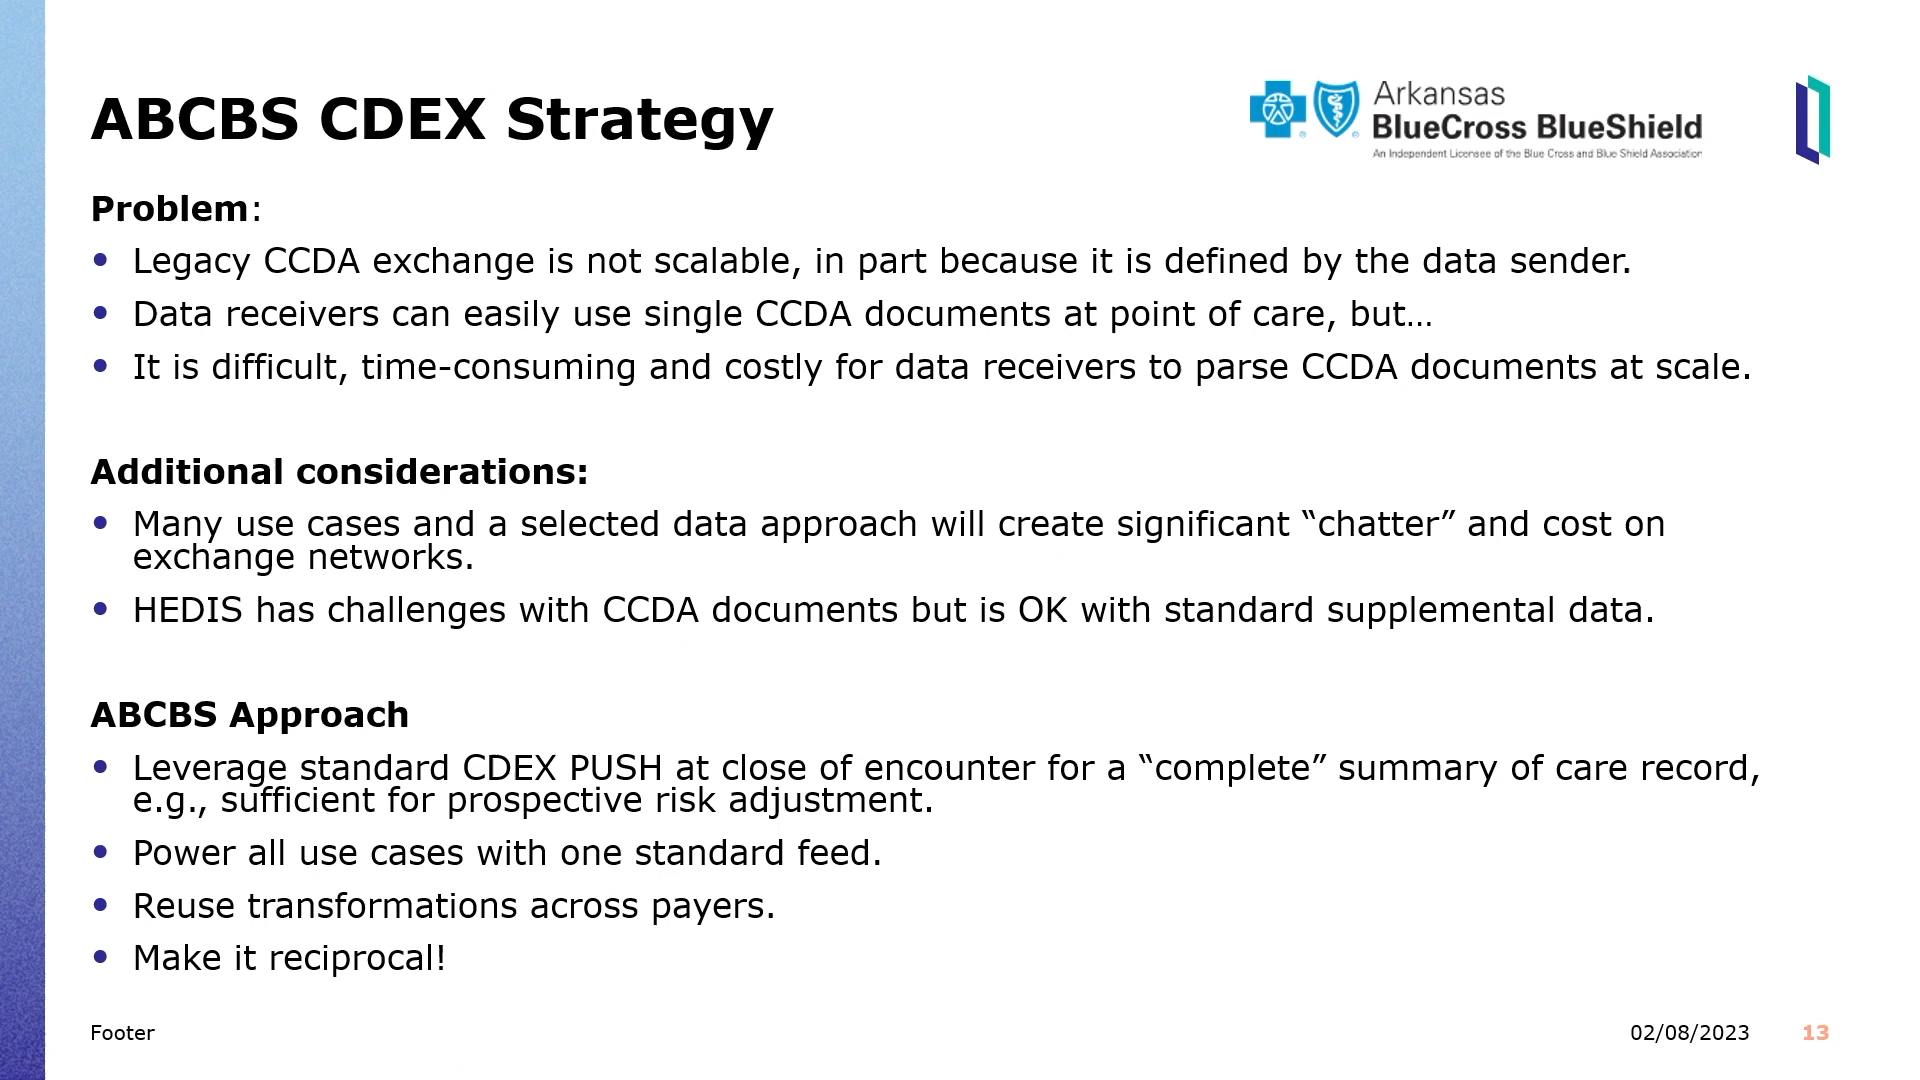 ABCBS CDEX Strategy
Arkansas
BlueCross BlueShield
An Independent Licensee of the Blue Cross and Blue Shield Association
Problem:
• Legacy CCDA exchange is not scalable, in part because it is defined by the data sender.
• Data receivers can easily use single CCDA documents at point of care, but…
• It is difficult, time-consuming and costly for data receivers to parse CCDA documents at scale.
Additional considerations:
• Many use cases and a selected data approach will create significant “chatter” and cost on
exchange networks.
• HEDIS has challenges with CCDA documents but is OK with standard supplemental data.
ABCBS Approach
• Leverage standard CDEX PUSH at close of encounter for a “complete” summary of care record,
e.g., sufficient for prospective risk adjustment.
• Power all use cases with one standard feed.
• Reuse transformations across payers.
• Make it reciprocal!
Footer
02/08/2023
13